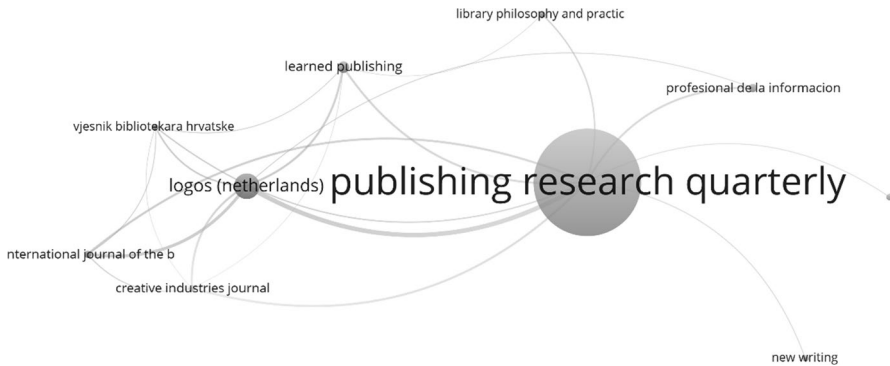 library philosophy and practic
learned publishing
profesional de la informacion
vjesnik bibliotekara hrvatske
logos (netherlands)
publishing research quarterly
nternational journal of the b
creative industries journal
new writing